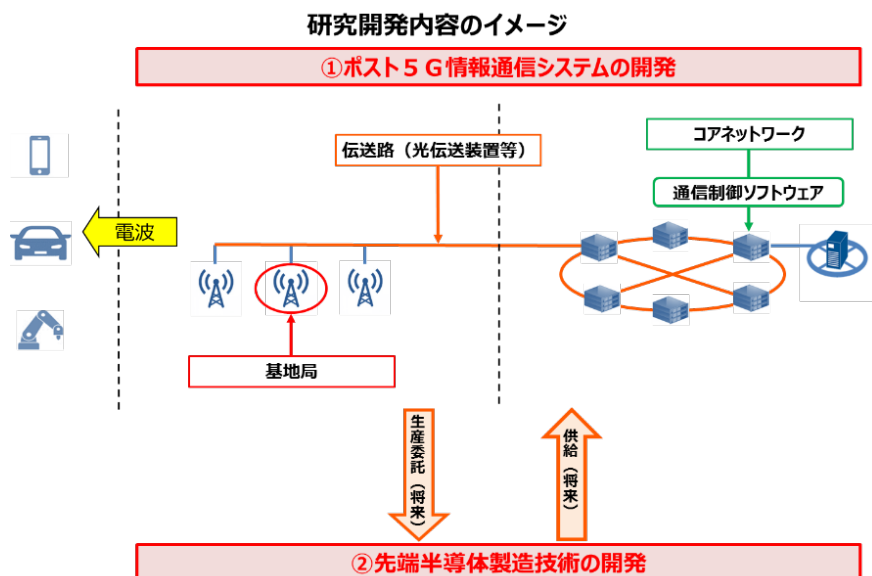 研究開発内容のイメージ
①ポスト５Ｇ情報通信システムの開発
伝送路（光伝送装置等）
コアネットワーク
通信制御ソフトウェア
電波
基地局
生産委託（将来）
供給（将来）
②先端半導体製造技術の開発